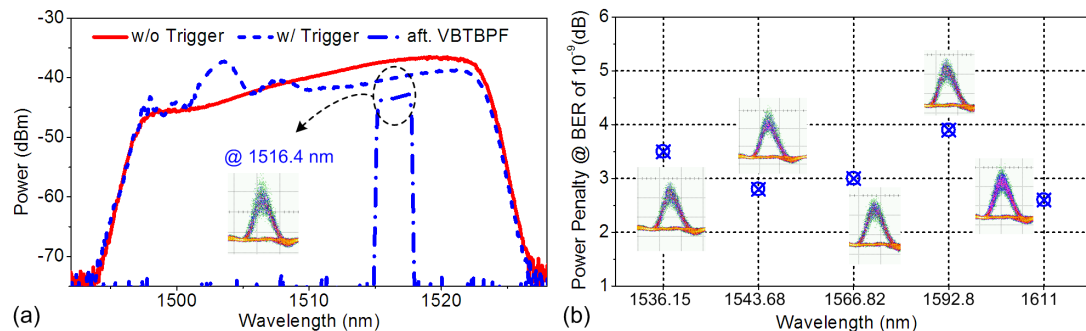 -30
-40
-50
-60
-70
Power (dBm)
w/o Trigger
w/ Trigger
aft. VBTBPF
@ 1516.4 nm
1500
1510
1520
Wavelength (nm)
(a)
6
5
4
3
2
1
Power Penalty @ BER of 10⁻⁹(dB)
1536.15
1543.68
1566.82
1592.8
1611
Wavelength (nm)
(b)